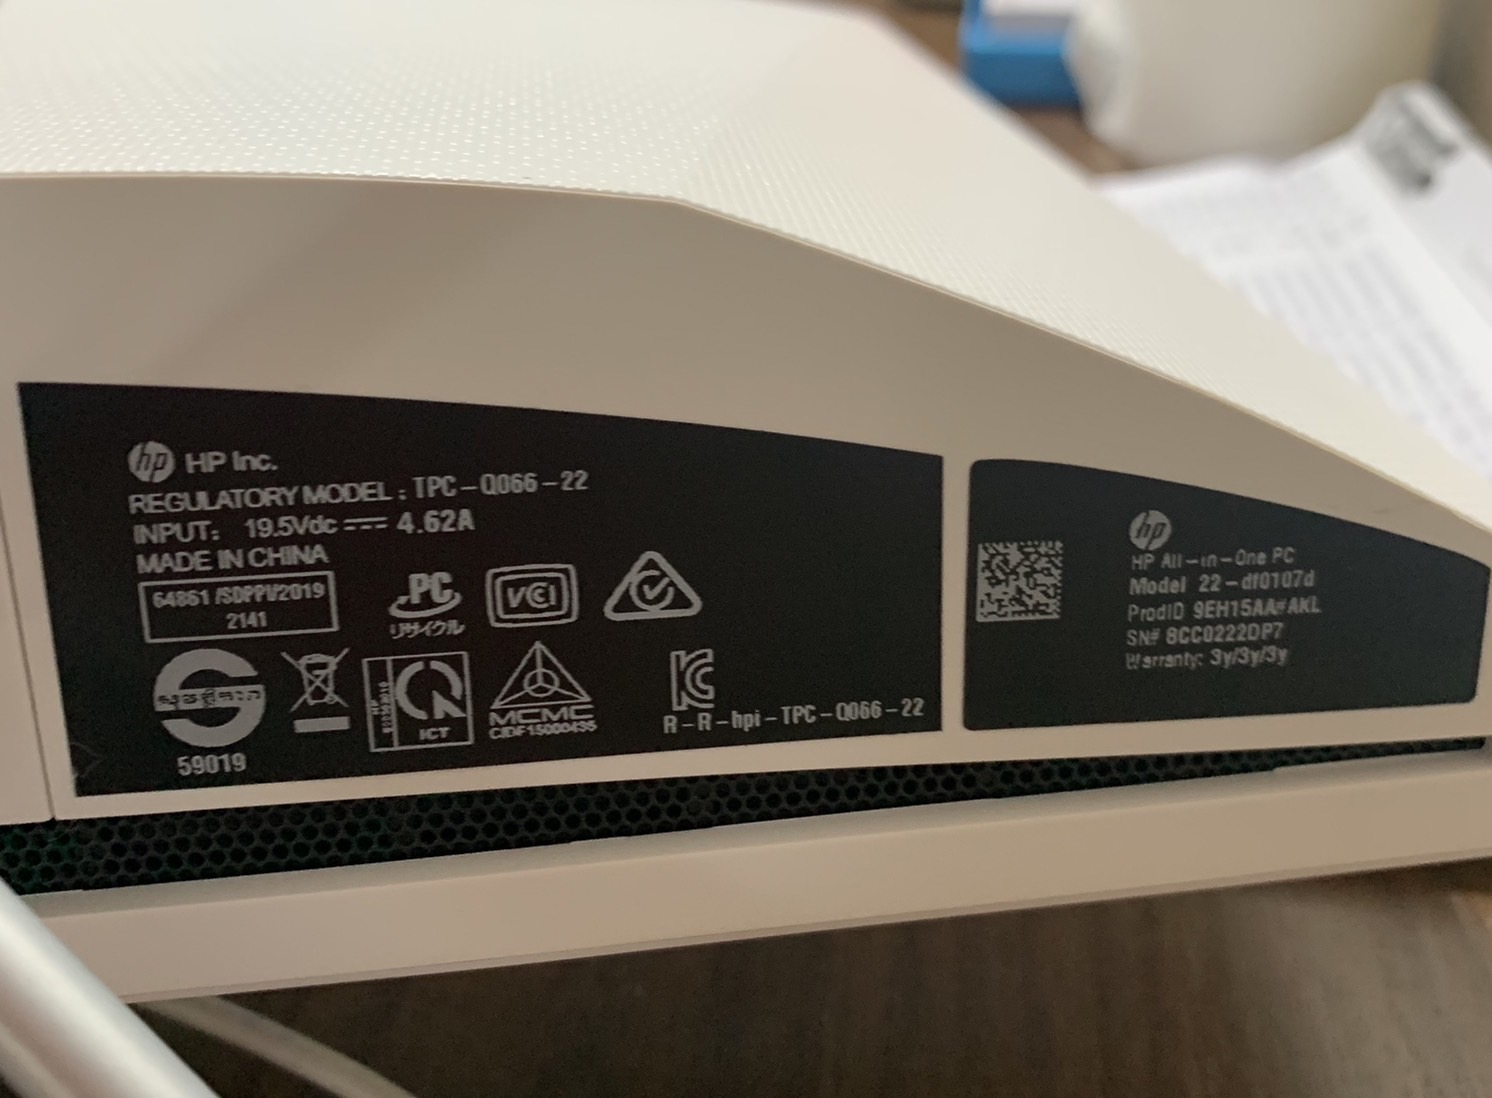 hp HP Inc.
REGULATORY MODEL : TPC-Q066-22
INPUT: 19.5Vdc ⎓ 4.62A
MADE IN CHINA
64861 /SDPPI/2019
2141
PC
リサイクル
VCI
59019
ICT
MCMC
CIDF15000435
R-R-hpi-TPC-Q066-22
hp
HP All-in-One PC
Model 22-df0107d
ProdID 9EH15AA#AKL
SN# 8CC0222DP7
Warranty: 3y/3y/3y